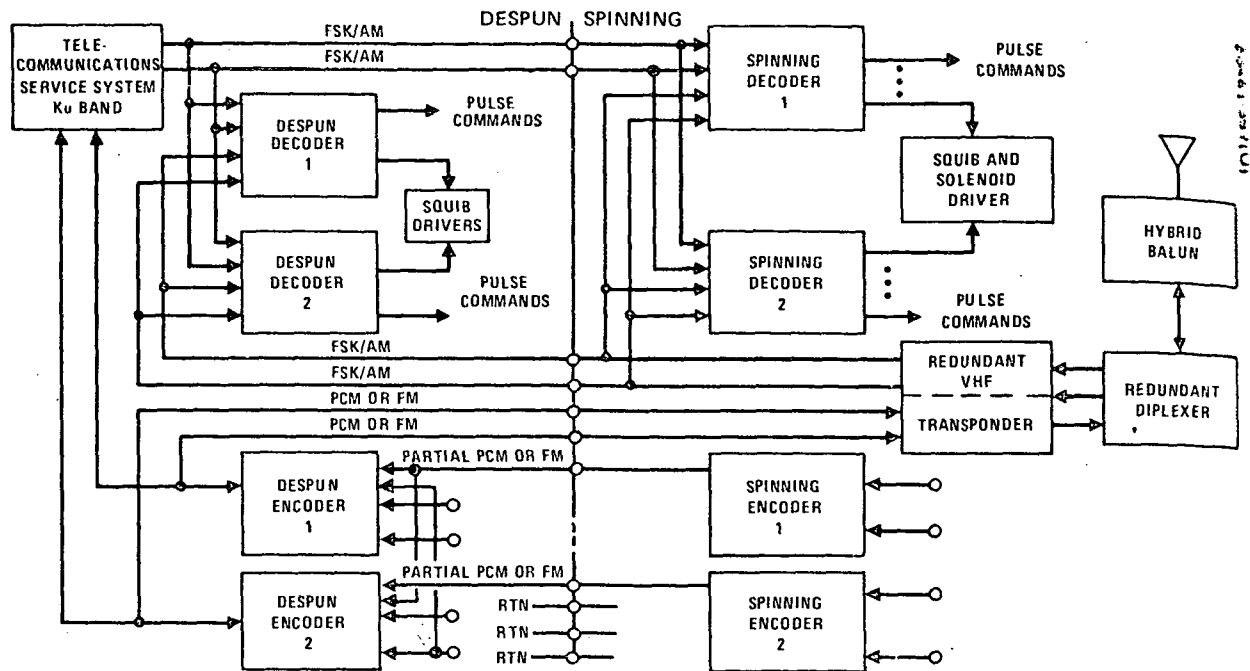 DESPUN
SPINNING
TELE-
COMMUNICATIONS
SERVICE SYSTEM
Ku BAND
FSK/AM
FSK/AM
DESPUN
DECODER
1
PULSE
COMMANDS
SQUIB
DRIVERS
DESPUN
DECODER
2
PULSE
COMMANDS
SPINNING
DECODER
1
PULSE
COMMANDS
SQUIB AND
SOLENOID
DRIVER
SPINNING
DECODER
2
PULSE
COMMANDS
HYBRID
BALUN
FSK/AM
FSK/AM
PCM OR FM
PCM OR FM
REDUNDANT
VHF
TRANSPONDER
REDUNDANT
DIPLEXER
PARTIAL PCM OR FM
DESPUN
ENCODER
1
SPINNING
ENCODER
1
PARTIAL PCM OR FM
DESPUN
ENCODER
2
RTN
RTN
RTN
SPINNING
ENCODER
2